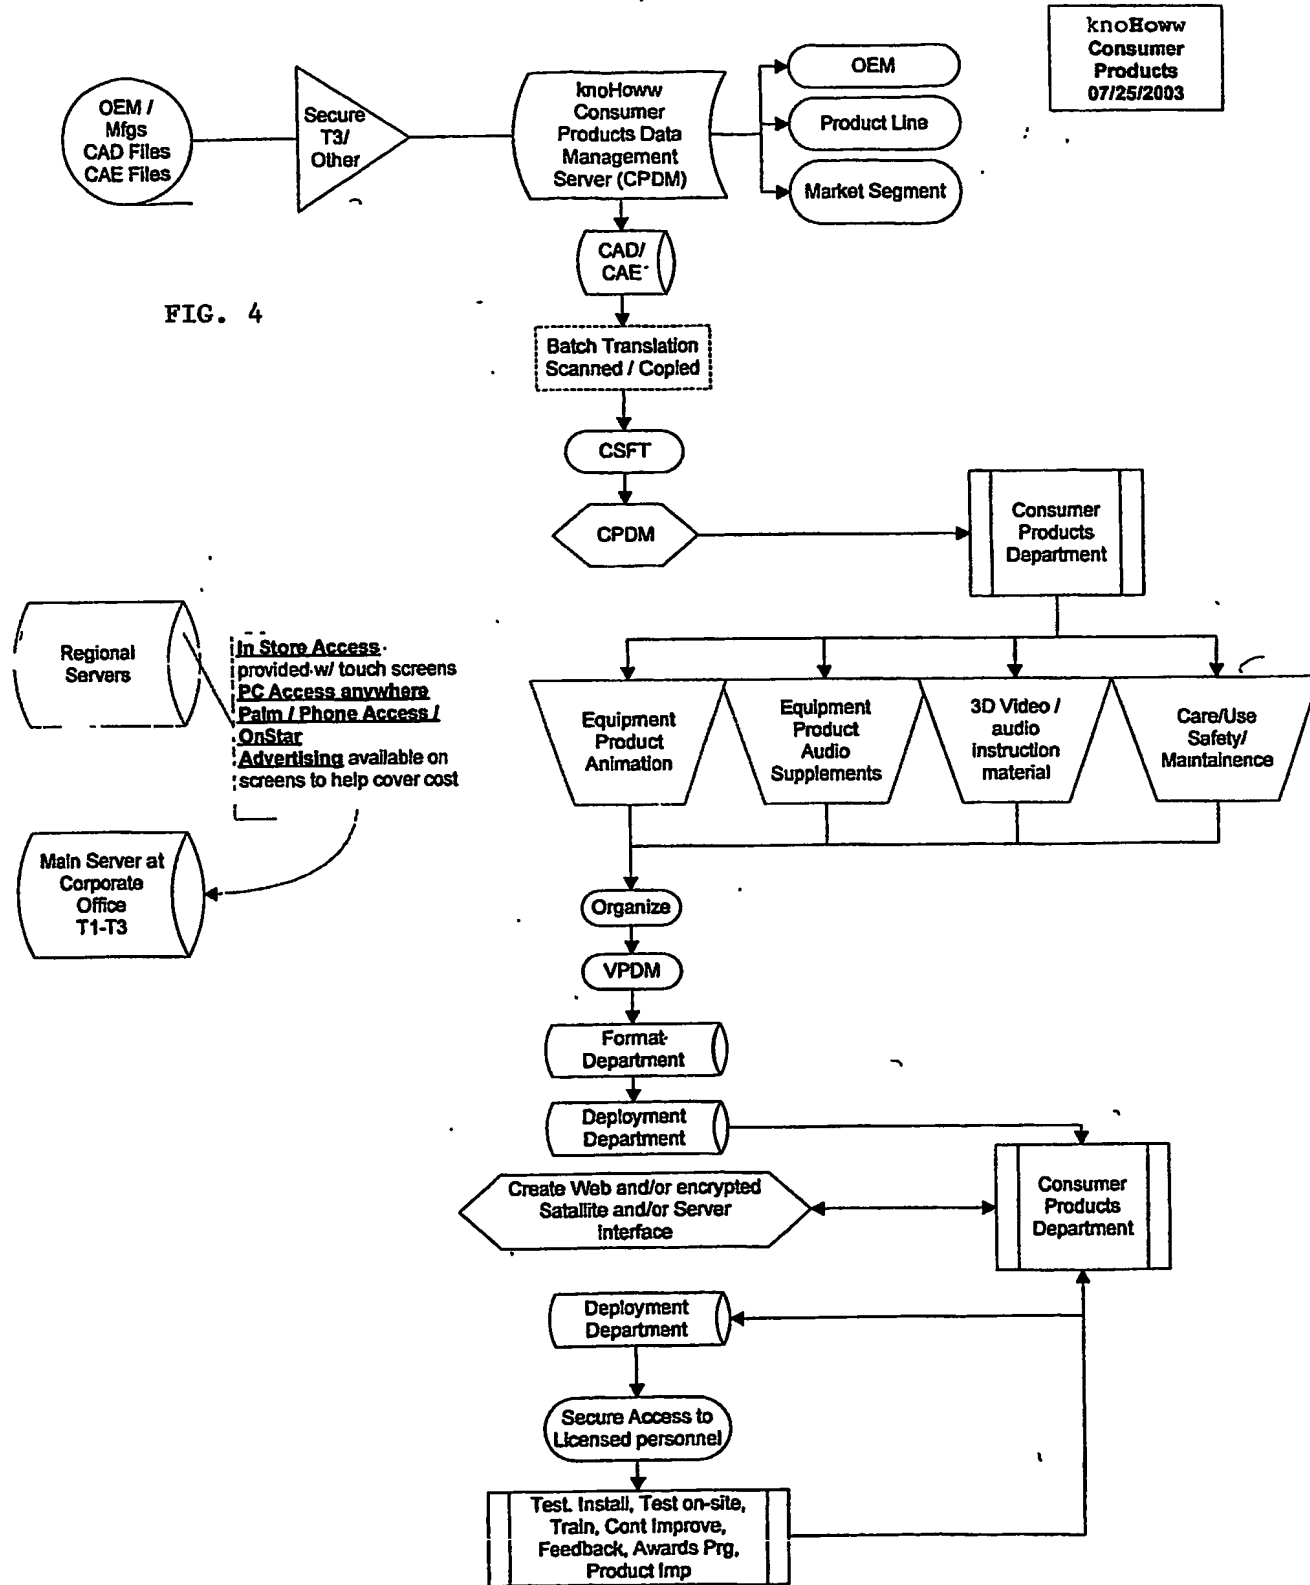 knoHoww
Consumer
Products
07/25/2003
OEM /
Mfgs
CAD Files
CAE Files
Secure
T3/
Other
knoHoww
Consumer
Products Data
Management
Server (CPDM)
OEM
Product Line
Market Segment
CAD/
CAE
FIG. 4
Batch Translation
Scanned / Copied
CSFT
CPDM
Consumer
Products
Department
Regional
Servers
In Store Access
provided w/ touch screens
PC Access anywhere
Palm / Phone Access /
OnStar
Advertising available on
screens to help cover cost
Equipment
Product
Animation
Equipment
Product
Audio
Supplements
3D Video /
audio
instruction
material
Care/Use
Safety/
Maintainence
Main Server at
Corporate
Office
T1-T3
Organize
VPDM
Format
Department
Deployment
Department
Create Web and/or encrypted
Satallite and/or Server
interface
Consumer
Products
Department
Deployment
Department
Secure Access to
Licensed personnel
Test. Install, Test on-site,
Train, Cont Improve,
Feedback, Awards Prg,
Product Imp